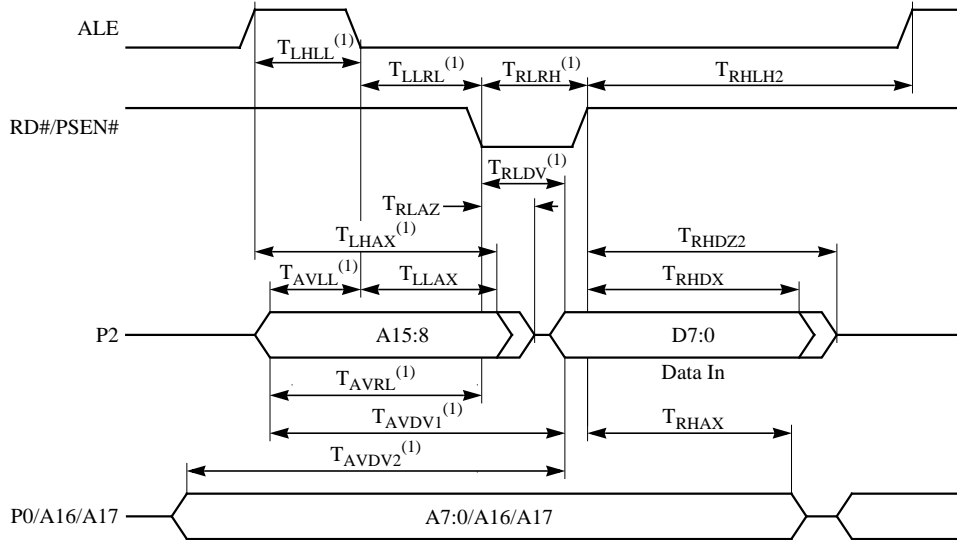 ALE
T_LHLL(1)
T_LLRL(1) T_RLRH(1) T_RHLH2
RD#/PSEN#
T_RLDV(1)
T_RLAZ
T_LHAX(1) T_RHDZ2
T_AVLL(1) T_LLAX T_RHDX
P2 A15:8 D7:0
Data In
T_AVRL(1)
T_AVDV1(1) T_RHAX
T_AVDV2(1)
P0/A16/A17 A7:0/A16/A17